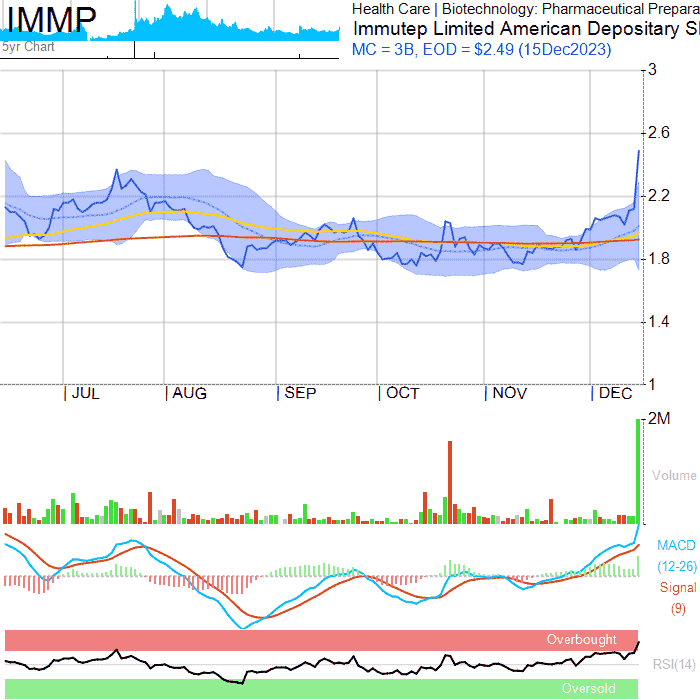 IMMP
5yr Chart
Health Care | Biotechnology: Pharmaceutical Prepara
Immutep Limited American Depositary S
MC = 3B, EOD = $2.49 (15Dec2023)
3
2.6
2.2
1.8
1.4
1
JUL AUG SEP OCT NOV DEC
2M
Volume
MACD
(12-26)
Signal
(9)
Overbought
RSI(14)
Oversold